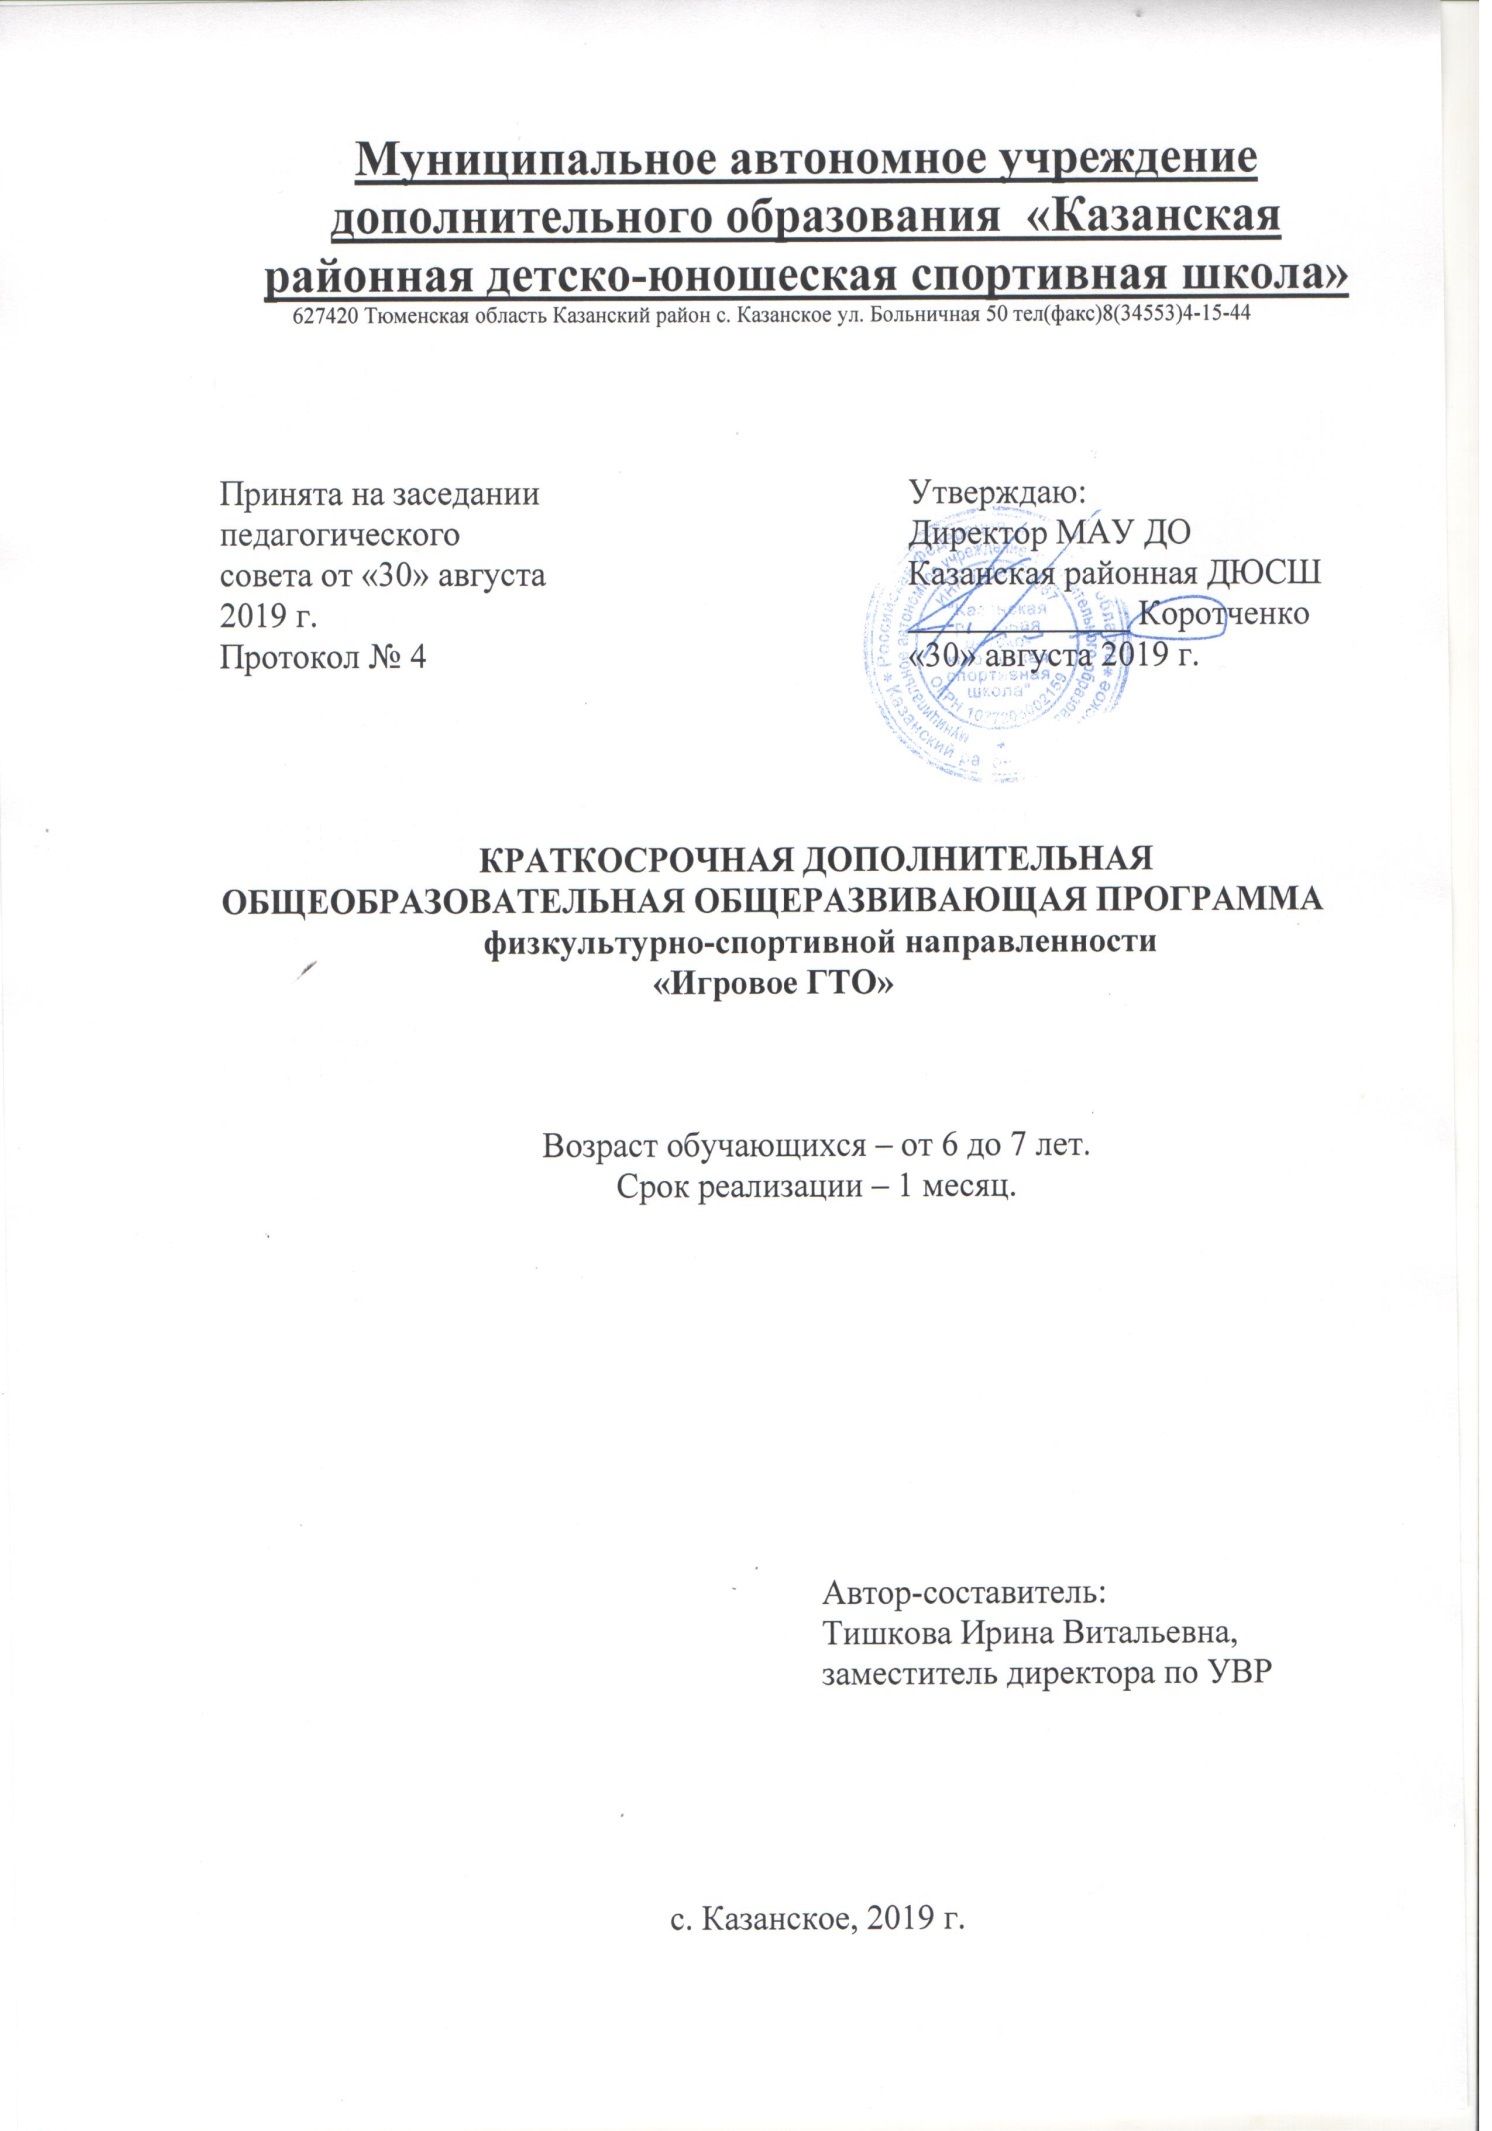 Муниципальное автономное учреждение
дополнительного образования «Казанская
районная детско-юношеская спортивная школа»
627420 Тюменская область Казанский район с. Казанское ул. Больничная 50 тел(факс)8(34553)4-15-44
Принята на заседании
педагогического
совета от «30» августа
2019 г.
Протокол № 4
Утверждаю:
Директор МАУ ДО
Казанская районная ДЮСШ
_____________Коротченко
«30» августа 2019 г.
спортивная
школа"
КРАТКОСРОЧНАЯ ДОПОЛНИТЕЛЬНАЯ
ОБЩЕОБРАЗОВАТЕЛЬНАЯ ОБЩЕРАЗВИВАЮЩАЯ ПРОГРАММА
физкультурно-спортивной направленности
«Игровое ГТО»
Возраст обучающихся – от 6 до 7 лет.
Срок реализации – 1 месяц.
Автор-составитель:
Тишкова Ирина Витальевна,
заместитель директора по УВР
с. Казанское, 2019 г.